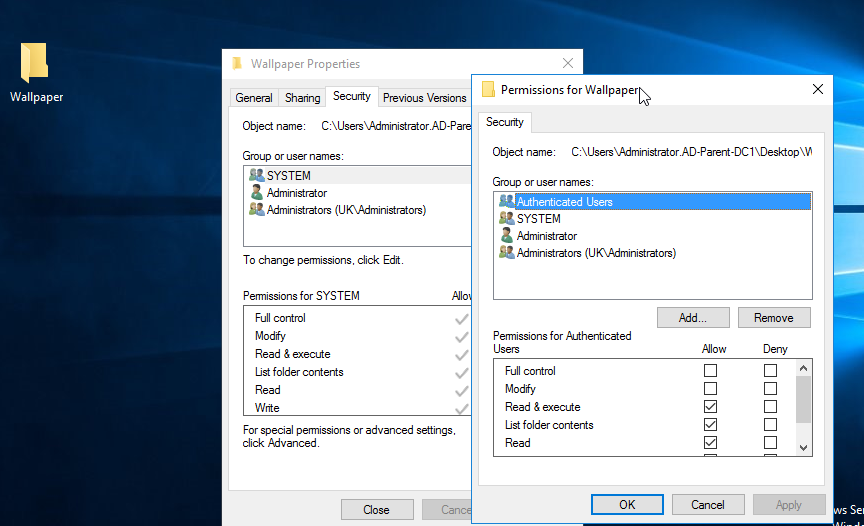 Wallpaper
Wallpaper Properties
General Sharing Security Previous Versions
Object name: C:\Users\Administrator.AD-Pare
Group or user names:
SYSTEM
Administrator
Administrators (UK\Administrators)
To change permissions, click Edit.
Permissions for SYSTEM Allow
Full control
Modify
Read & execute
List folder contents
Read
Write
For special permissions or advanced settings,
click Advanced.
Close Cance
Permissions for Wallpaper
Security
Object name: C:\Users\Administrator.AD-Parent-DC1\Desktop\W
Group or user names:
Authenticated Users
SYSTEM
Administrator
Administrators (UK\Administrators)
Add... Remove
Permissions for Authenticated
Users Allow Deny
Full control
Modify
Read & execute
List folder contents
Read
OK Cancel Apply
ws Se